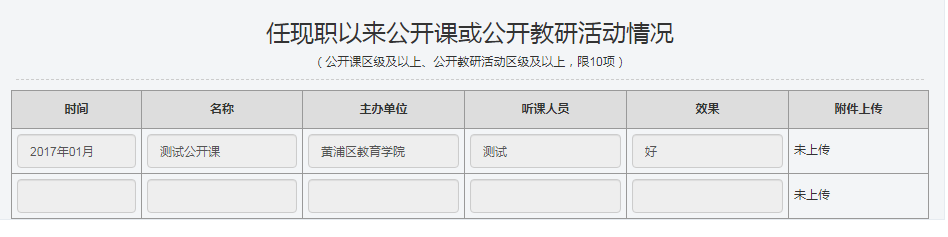 任现职以来公开课或公开教研活动情况
（公开课区级及以上、公开教研活动区级及以上，限10项）
时间 名称 主办单位 听课人员 效果 附件上传
2017年01月 测试公开课 黄浦区教育学院 测试 好 未上传
未上传